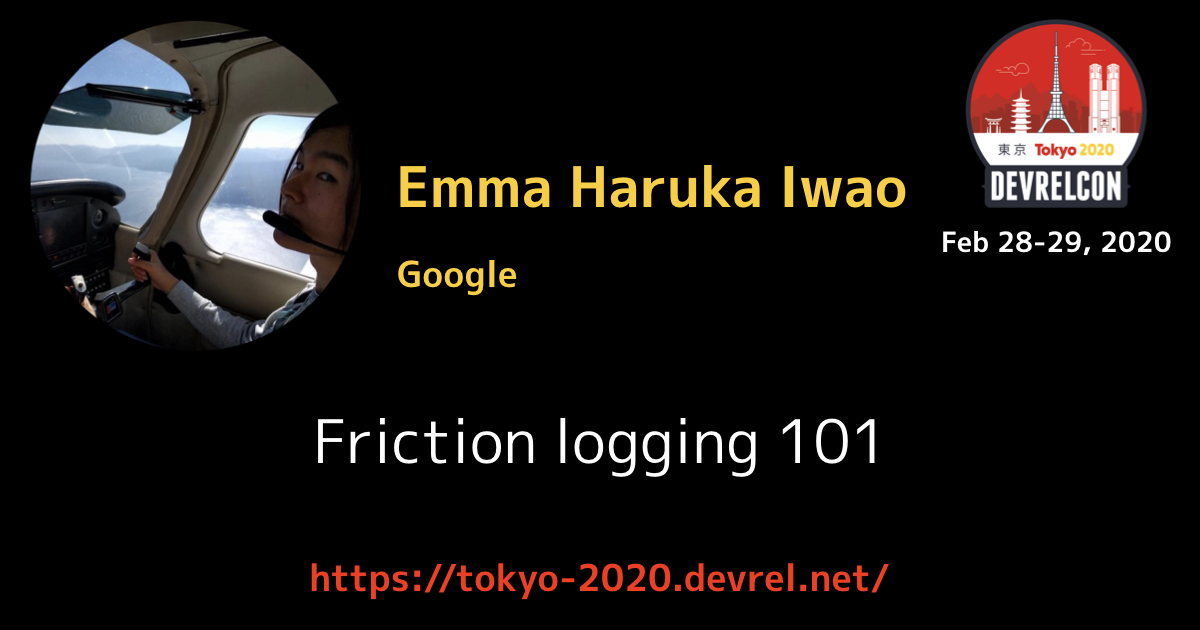 Emma Haruka Iwao
Google
東京 Tokyo 2020
DEVRELCON
Feb 28-29, 2020
Friction logging 101
https://tokyo-2020.devrel.net/